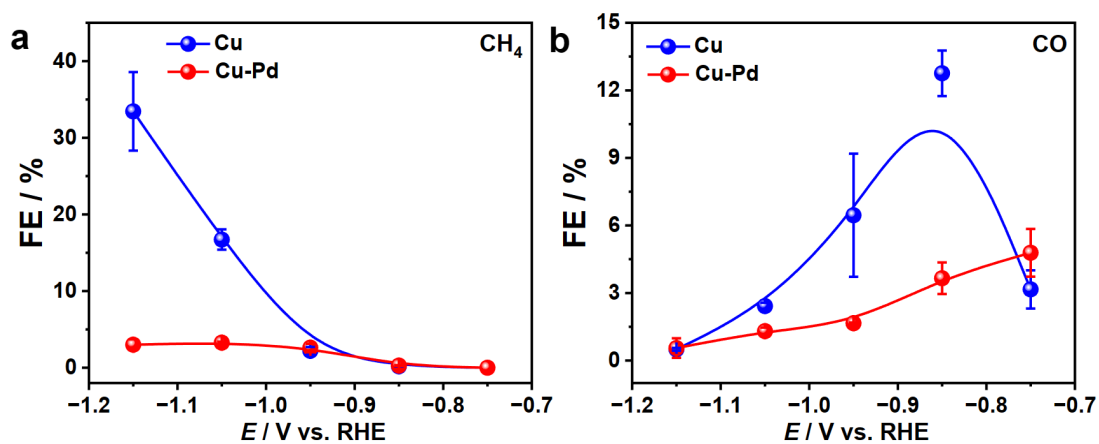 a
Cu
Cu-Pd
CH₄
FE / %
40
30
20
10
0
−1.2 −1.1 −1.0 −0.9 −0.8 −0.7
E / V vs. RHE
b
Cu
Cu-Pd
CO
FE / %
15
12
9
6
3
0
−1.2 −1.1 −1.0 −0.9 −0.8 −0.7
E / V vs. RHE